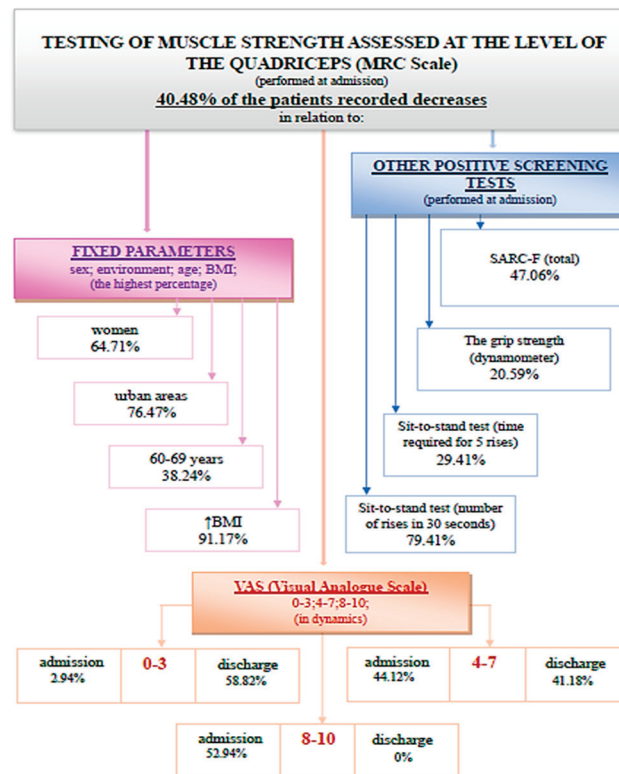 TESTING OF MUSCLE STRENGTH ASSESSED AT THE LEVEL OF
THE QUADRICEPS (MRC Scale)
(performed at admission)
40.48% of the patients recorded decreases
in relation to:
OTHER POSITIVE SCREENING
TESTS
(performed at admission)
FIXED PARAMETERS
sex; environment; age; BMI;
(the highest percentage)
SARC-F (total)
47.06%
women
64.71%
The grip strength
(dynamometer)
20.59%
urban areas
76.47%
Sit-to-stand test (time
required for 5 rises)
29.41%
60-69 years
38.24%
Sit-to-stand test (number
of rises in 30 seconds)
79.41%
↑BMI
91.17%
VAS (Visual Analogue Scale)
0-3;4-7;8-10;
(in dynamics)
admission 0-3 discharge
2.94% 58.82%
admission 4-7 discharge
44.12% 41.18%
admission 8-10 discharge
52.94% 0%